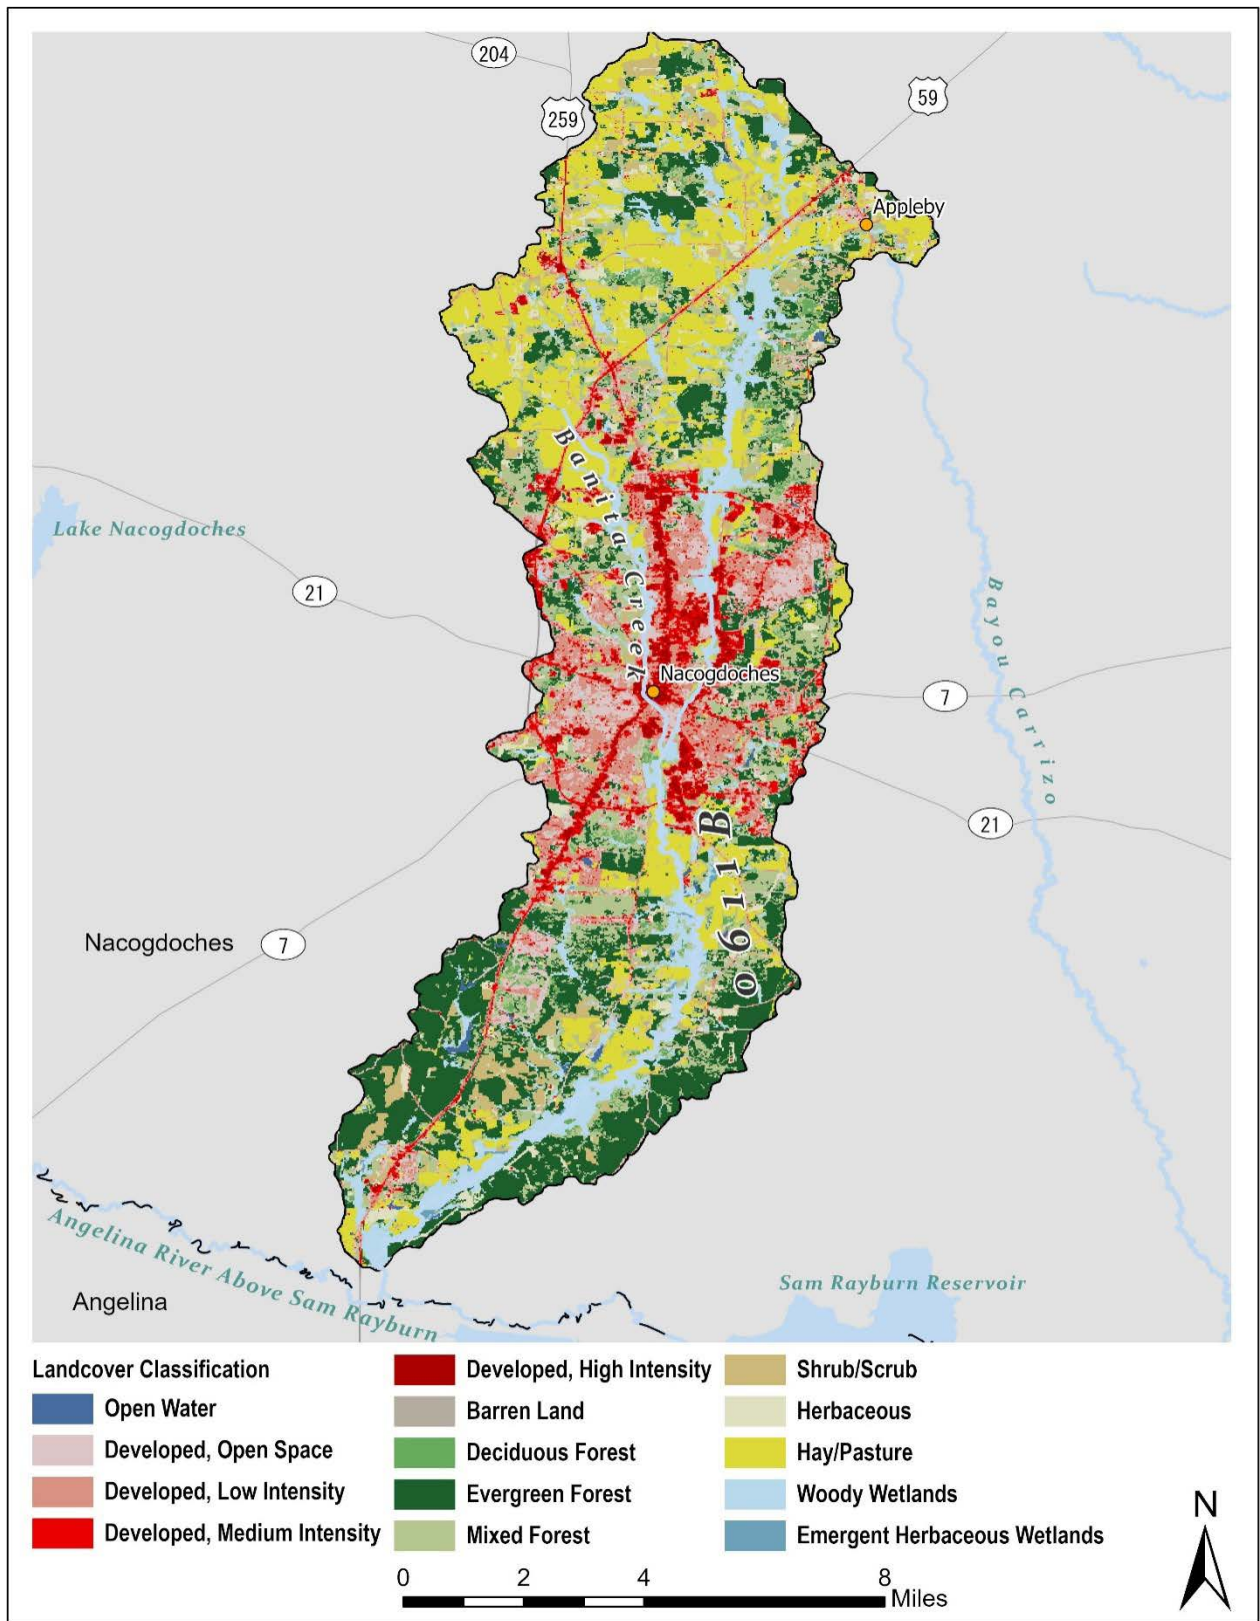 204
259
59
Appleby
Banita Creek
Lake Nacogdoches
21
Bayou Carrizo
Nacogdoches
7
21
B1160
Nacogdoches
7
Angelina River Above Sam Rayburn
Sam Rayburn Reservoir
Angelina
Landcover Classification
Open Water
Developed, Open Space
Developed, Low Intensity
Developed, Medium Intensity
Developed, High Intensity
Barren Land
Deciduous Forest
Evergreen Forest
Mixed Forest
Shrub/Scrub
Herbaceous
Hay/Pasture
Woody Wetlands
Emergent Herbaceous Wetlands
N
0 2 4 8
Miles